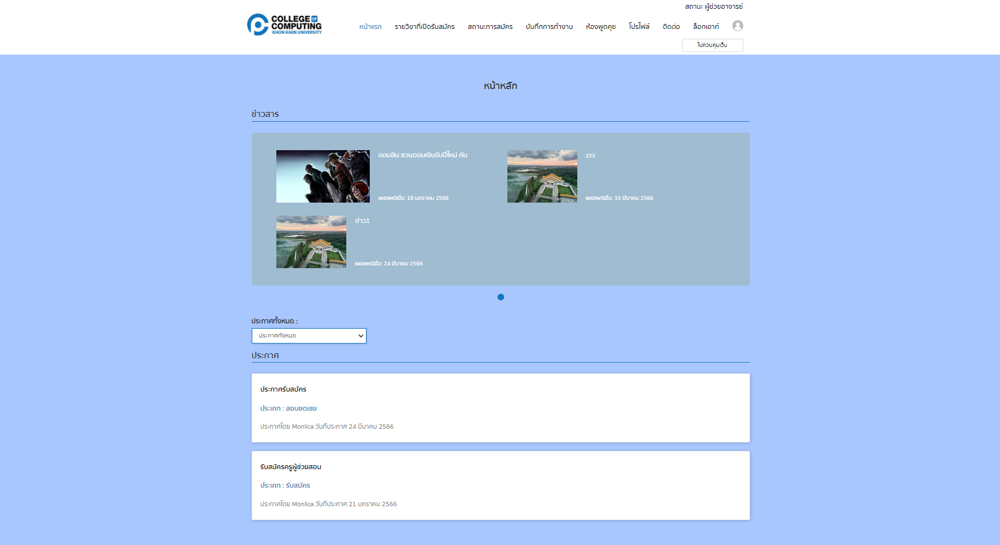 สถานะ ผู้ช่วยอาจารย์
COLLEGE OF
COMPUTING
KHON KAEN UNIVERSITY
หน้าแรก รายวิชาที่เปิดรับสมัคร สถานะการสมัคร บันทึกการทำงาน ห้องพูดคุย โปรไฟล์ ติดต่อ ล็อกเอาท์
ไปควบคุมเว็บ
หน้าหลัก
ข่าวสาร
ออมสิน ชวนออมเงินรับปีใหม่ กับ
เผยแพร่เมื่อ: 18 มกราคม 2566
zzz
เผยแพร่เมื่อ: 15 มีนาคม 2566
ข่าว1
เผยแพร่เมื่อ: 24 มีนาคม 2566
ประกาศทั้งหมด :
ประกาศทั้งหมด
ประกาศ
ประกาศรับสมัคร
ประเภท : สอบชดเชย
ประกาศโดย Monlica วันที่ประกาศ 24 มีนาคม 2566
รับสมัครครูผู้ช่วยสอน
ประเภท : รับสมัคร
ประกาศโดย Monlica วันที่ประกาศ 21 มกราคม 2566